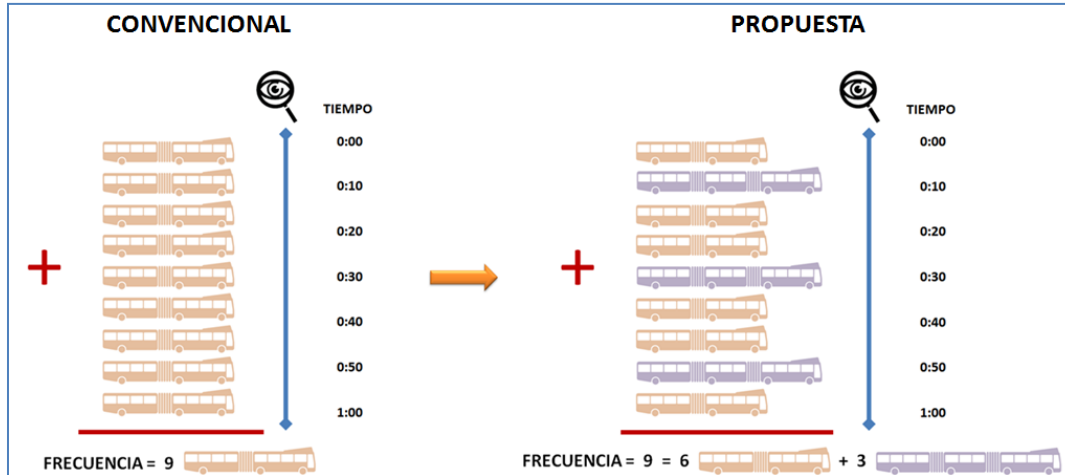 CONVENCIONAL
TIEMPO
0:00
0:10
0:20
0:30
0:40
0:50
1:00
FRECUENCIA = 9
PROPUESTA
TIEMPO
0:00
0:10
0:20
0:30
0:40
0:50
1:00
FRECUENCIA = 9 = 6 + 3